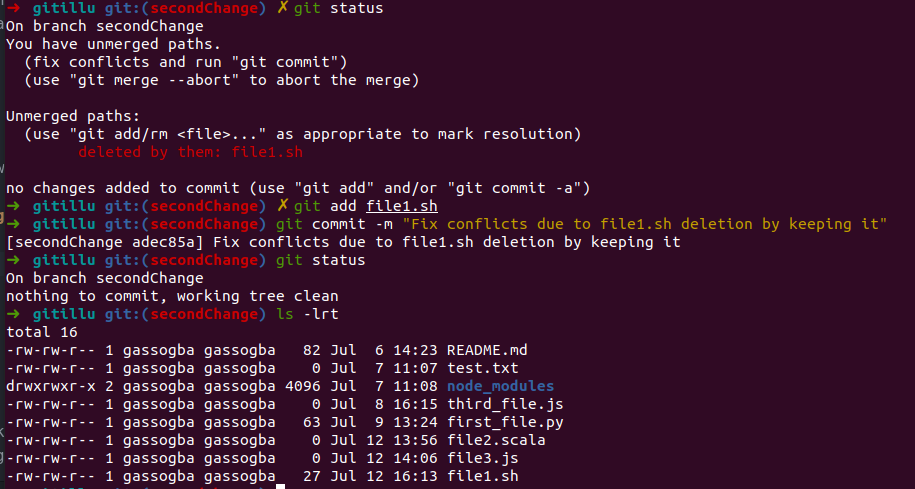 ➜ gitillu git:(secondChange) ✗ git status
On branch secondChange
You have unmerged paths.
  (fix conflicts and run "git commit")
  (use "git merge --abort" to abort the merge)

Unmerged paths:
  (use "git add/rm <file>..." as appropriate to mark resolution)
        deleted by them: file1.sh

no changes added to commit (use "git add" and/or "git commit -a")
➜ gitillu git:(secondChange) ✗ git add file1.sh
➜ gitillu git:(secondChange) git commit -m "Fix conflicts due to file1.sh deletion by keeping it"
[secondChange adec85a] Fix conflicts due to file1.sh deletion by keeping it
➜ gitillu git:(secondChange) git status
On branch secondChange
nothing to commit, working tree clean
➜ gitillu git:(secondChange) ls -lrt
total 16
-rw-rw-r-- 1 gassogba gassogba   82 Jul  6 14:23 README.md
-rw-rw-r-- 1 gassogba gassogba    0 Jul  7 11:07 test.txt
drwxrwxr-x 2 gassogba gassogba 4096 Jul  7 11:08 node_modules
-rw-rw-r-- 1 gassogba gassogba    0 Jul  8 16:15 third_file.js
-rw-rw-r-- 1 gassogba gassogba   63 Jul  9 13:24 first_file.py
-rw-rw-r-- 1 gassogba gassogba    0 Jul 12 13:56 file2.scala
-rw-rw-r-- 1 gassogba gassogba    0 Jul 12 14:06 file3.js
-rw-rw-r-- 1 gassogba gassogba   27 Jul 12 16:13 file1.sh